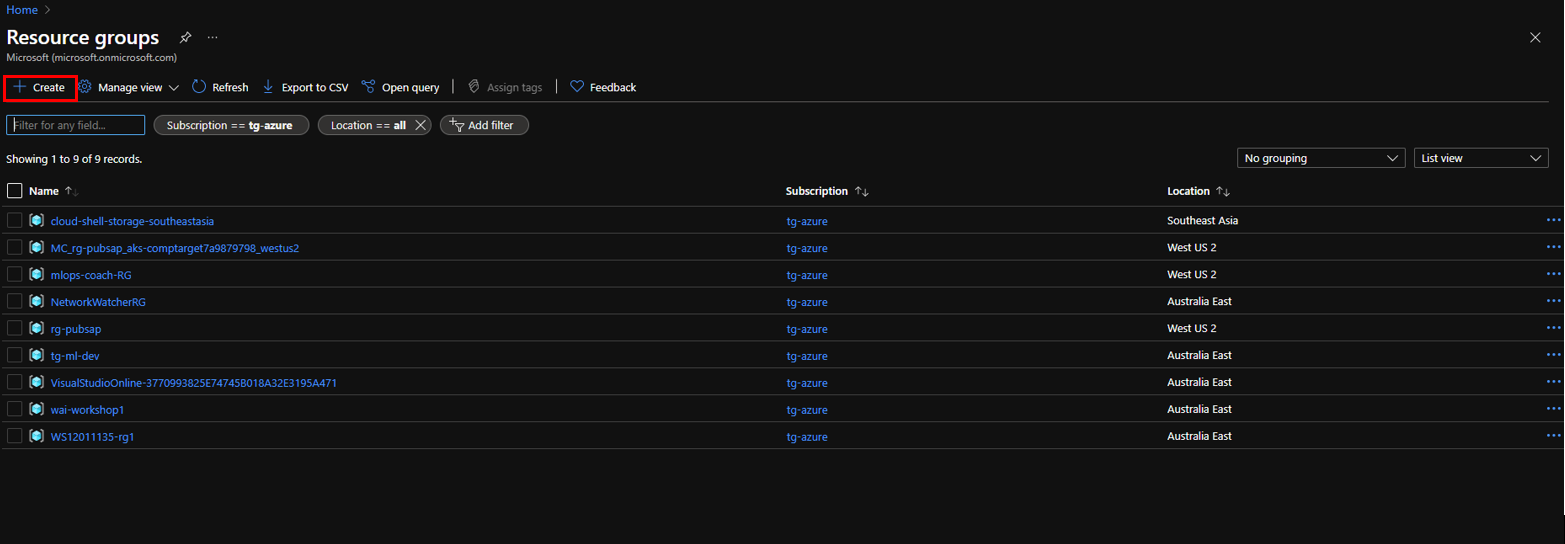 Home >
Resource groups ...
Microsoft (microsoft.onmicrosoft.com)
+ Create Manage view Refresh Export to CSV Open query | Assign tags | Feedback
Filter for any field... Subscription == tg-azure Location == all Add filter
Showing 1 to 9 of 9 records. No grouping List view
Name ↑↓ Subscription ↑↓ Location ↑↓
cloud-shell-storage-southeastasia tg-azure Southeast Asia ...
MC_rg-pubsap_aks-comptarget7a9879798_westus2 tg-azure West US 2 ...
mlops-coach-RG tg-azure West US 2 ...
NetworkWatcherRG tg-azure Australia East ...
rg-pubsap tg-azure West US 2 ...
tg-ml-dev tg-azure Australia East ...
VisualStudioOnline-3770993825E74745B018A32E3195A471 tg-azure Australia East ...
wai-workshop1 tg-azure Australia East ...
WS12011135-rg1 tg-azure Australia East ...